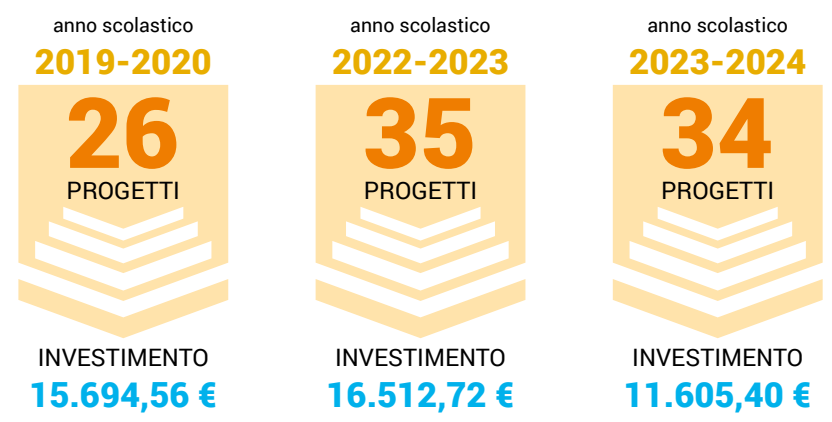 anno scolastico
2019-2020
26
PROGETTI
INVESTIMENTO
15.694,56 €
anno scolastico
2022-2023
35
PROGETTI
INVESTIMENTO
16.512,72 €
anno scolastico
2023-2024
34
PROGETTI
INVESTIMENTO
11.605,40 €